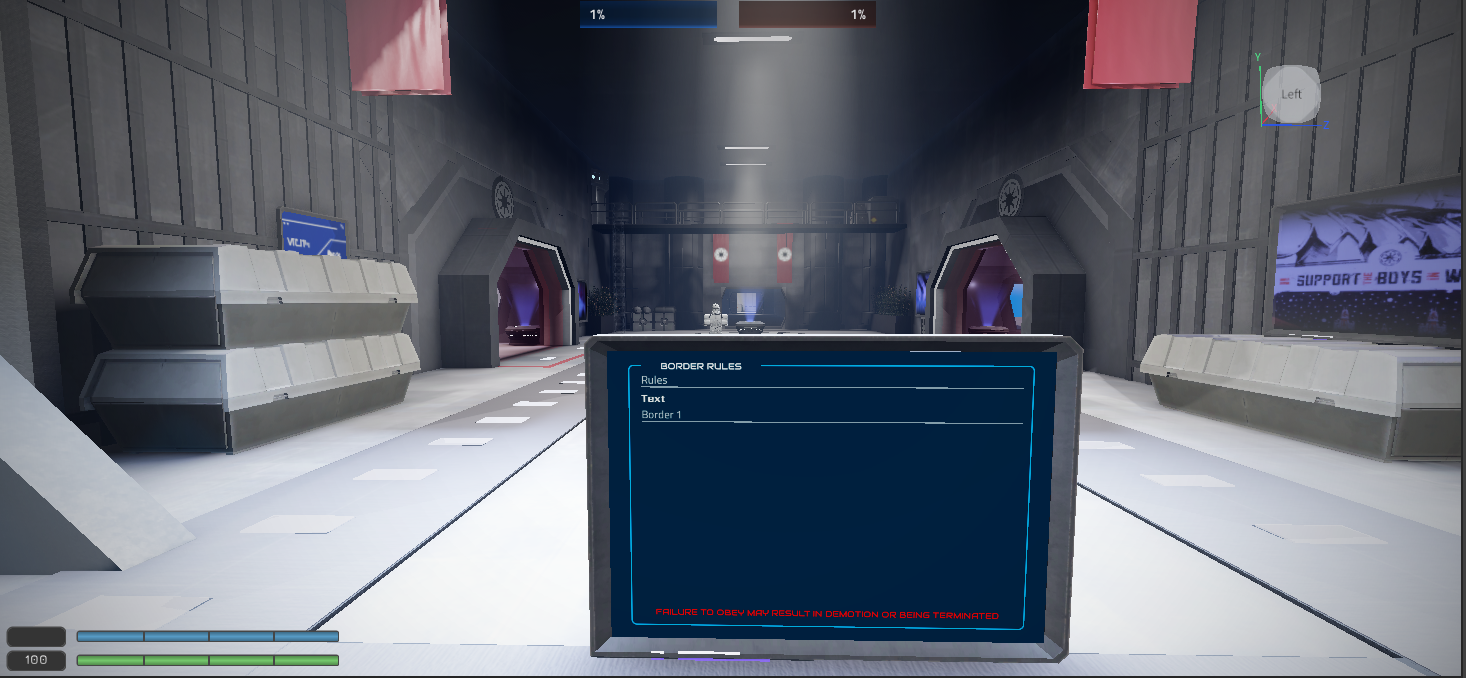 1%
1%
Y
Left
SUPPORT THE BOYS
BORDER RULES
Rules
Text
Border 1
FAILURE TO OBEY MAY RESULT IN DEMOTION OR BEING TERMINATED
100